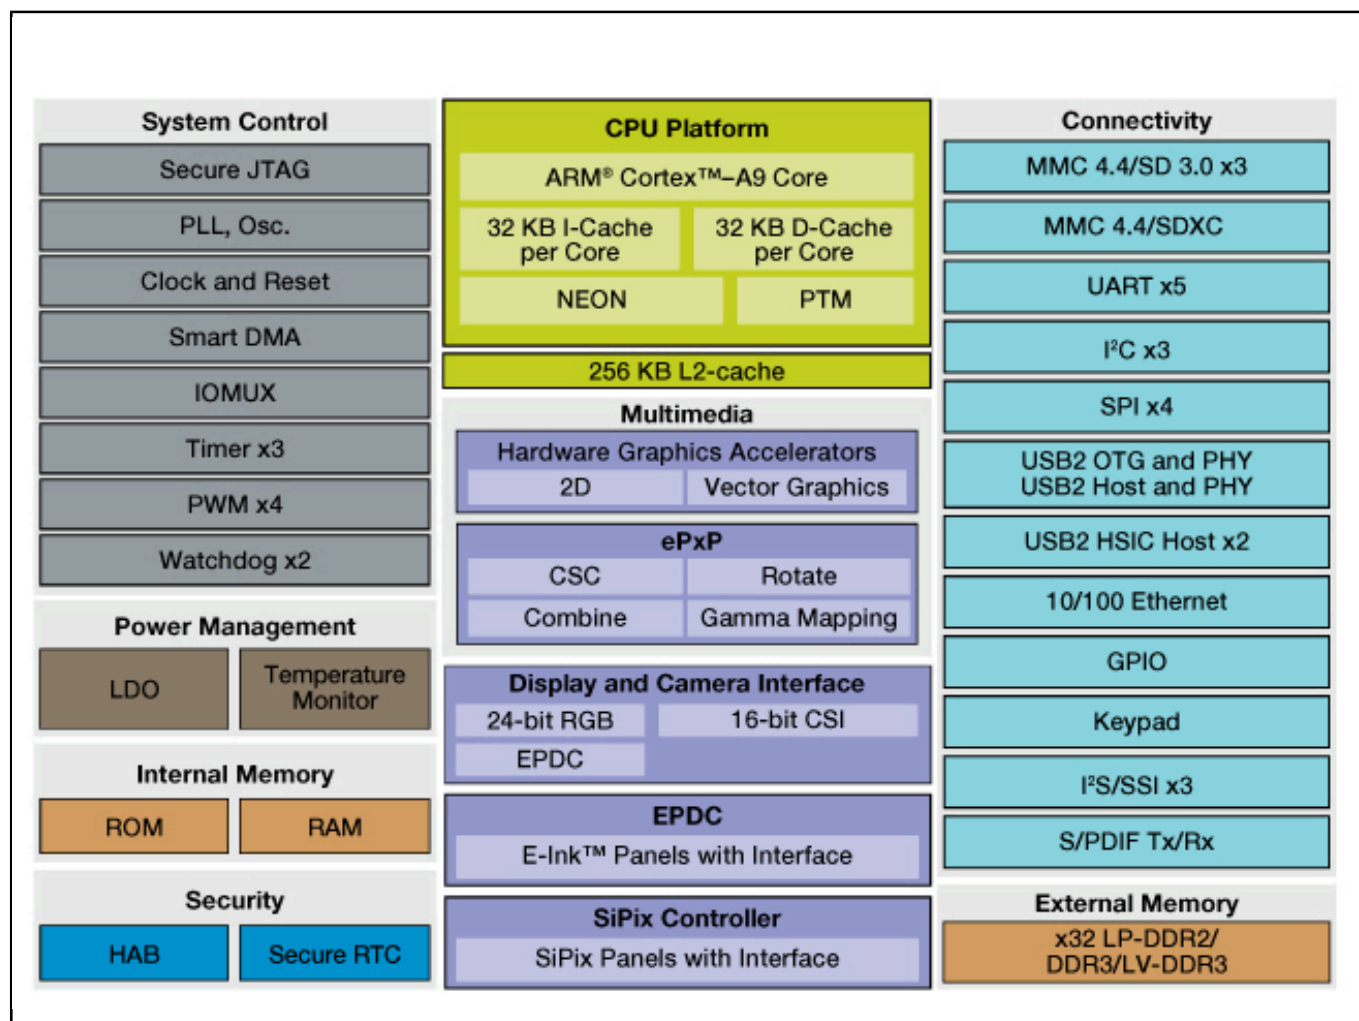 System Control
Secure JTAG
PLL, Osc.
Clock and Reset
Smart DMA
IOMUX
Timer x3
PWM x4
Watchdog x2
Power Management
LDO
Temperature
Monitor
Internal Memory
ROM
RAM
Security
HAB
Secure RTC
CPU Platform
ARM® Cortex™–A9 Core
32 KB I-Cache
per Core
32 KB D-Cache
per Core
NEON
PTM
256 KB L2-cache
Multimedia
Hardware Graphics Accelerators
2D
Vector Graphics
ePxP
CSC
Rotate
Combine
Gamma Mapping
Display and Camera Interface
24-bit RGB
16-bit CSI
EPDC
EPDC
E-Ink™ Panels with Interface
SiPix Controller
SiPix Panels with Interface
Connectivity
MMC 4.4/SD 3.0 x3
MMC 4.4/SDXC
UART x5
I²C x3
SPI x4
USB2 OTG and PHY
USB2 Host and PHY
USB2 HSIC Host x2
10/100 Ethernet
GPIO
Keypad
I²S/SSI x3
S/PDIF Tx/Rx
External Memory
x32 LP-DDR2/
DDR3/LV-DDR3